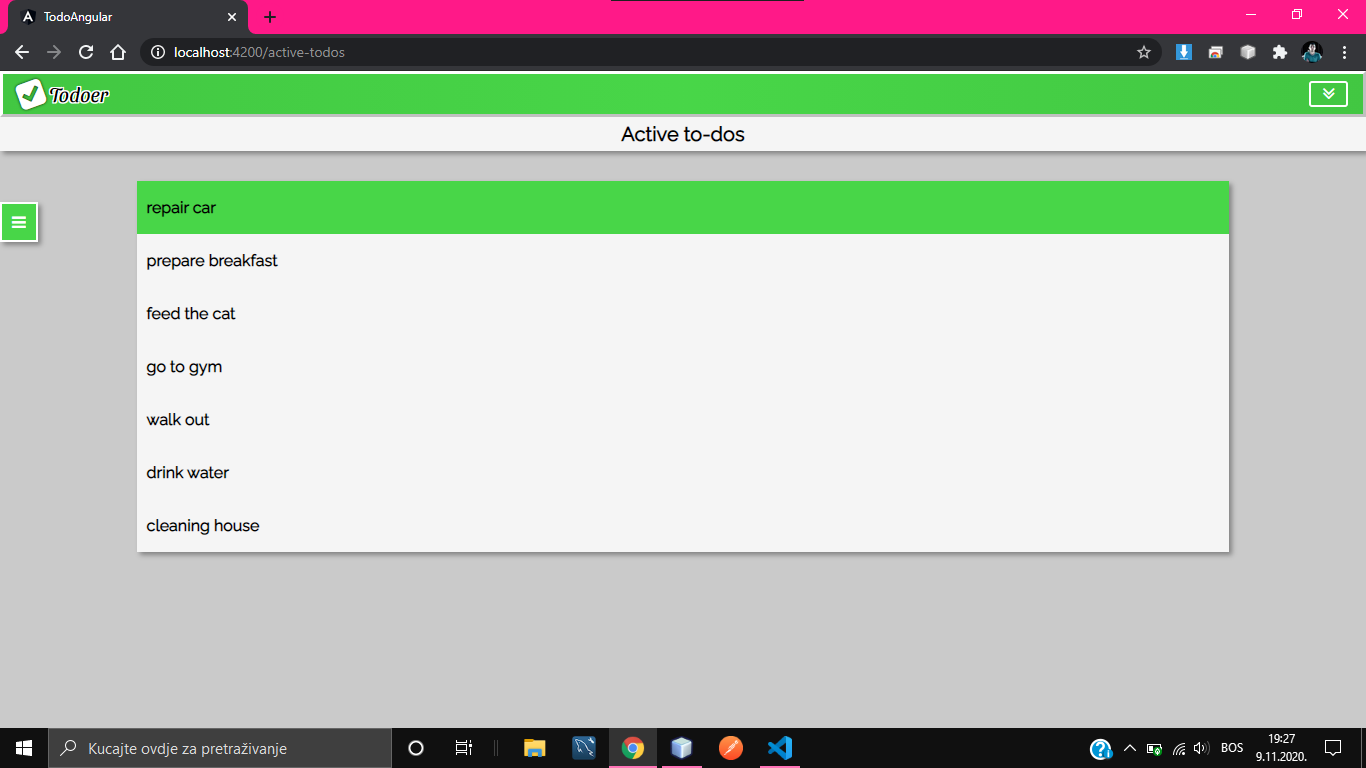 TodoAngular
localhost:4200/active-todos
Todoer
Active to-dos
repair car
prepare breakfast
feed the cat
go to gym
walk out
drink water
cleaning house
Kucajte ovdje za pretraživanje
BOS
19:27
9.11.2020.